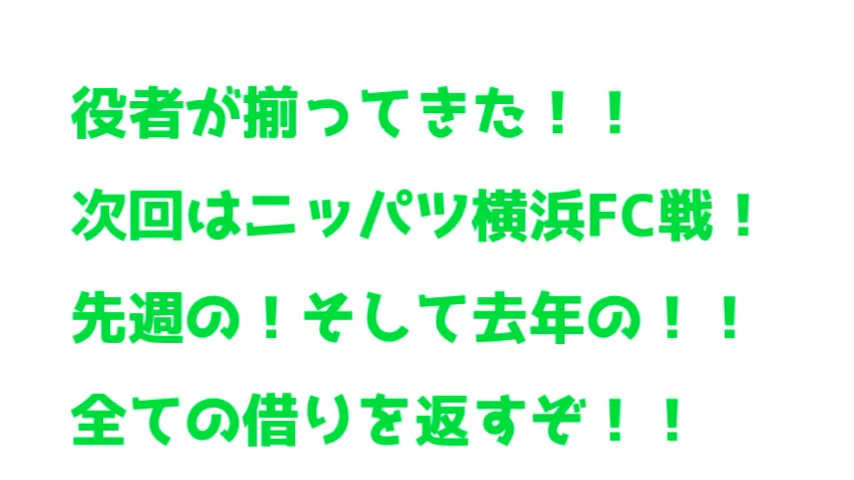 役者が揃ってきた！！
次回はニッパツ横浜FC戦！
先週の！そして去年の！！
全ての借りを返すぞ！！